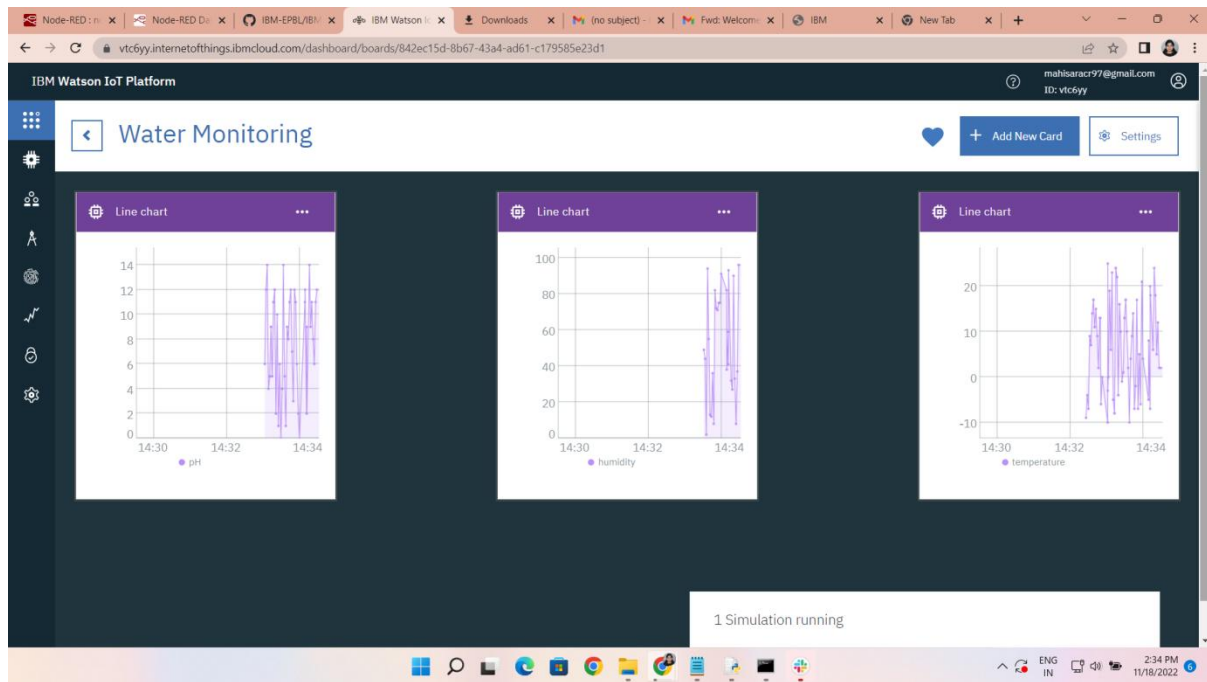 Node-RED : n
Node-RED Da
IBM-EPBL/IBM
IBM Watson Io
Downloads
(no subject) -
Fwd: Welcome
IBM
New Tab
vtc6yy.internetofthings.ibmcloud.com/dashboard/boards/842ec15d-8b67-43a4-ad61-c179585e23d1
IBM Watson IoT Platform
mahisaracr97@gmail.com
ID: vtc6yy
Water Monitoring
+ Add New Card
Settings
Line chart
14
12
10
8
6
4
2
0
14:30 14:32 14:34
pH
Line chart
100
80
60
40
20
0
14:30 14:32 14:34
humidity
Line chart
20
10
0
-10
14:30 14:32 14:34
temperature
1 Simulation running
ENG
IN
2:34 PM
11/18/2022
6